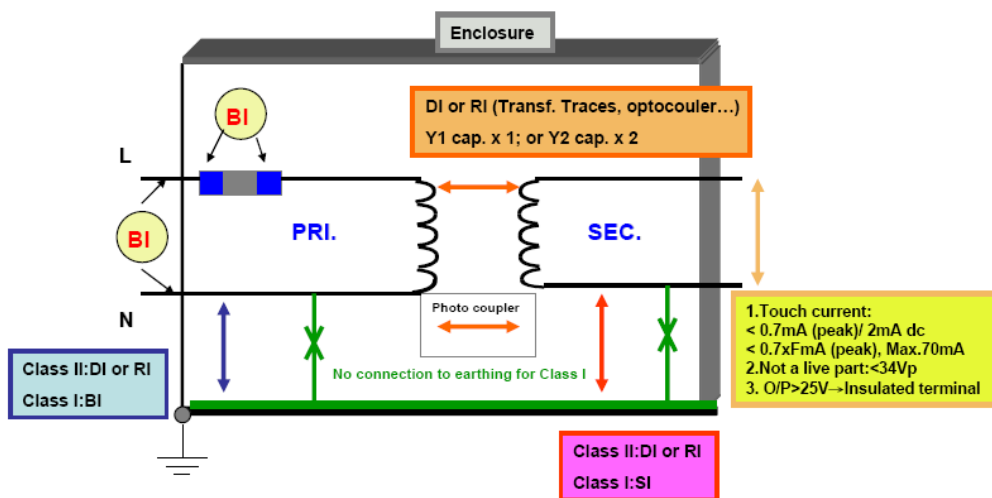 Enclosure
BI
DI or RI (Transf. Traces, optocouler…)
Y1 cap. x 1; or Y2 cap. x 2
L
BI
PRI.
SEC.
N
Photo coupler
1.Touch current:
< 0.7mA (peak)/ 2mA dc
< 0.7xFmA (peak), Max.70mA
2.Not a live part:<34Vp
3. O/P>25V→Insulated terminal
Class II:DI or RI
Class I:BI
No connection to earthing for Class I
Class II:DI or RI
Class I:SI